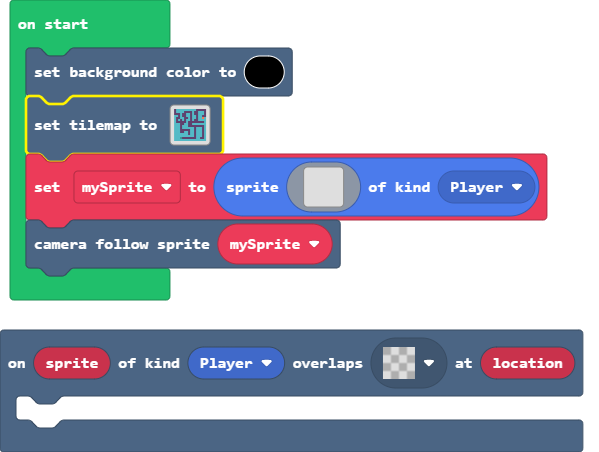 on start
set background color to
set tilemap to
set mySprite to sprite of kind Player
camera follow sprite mySprite
on sprite of kind Player overlaps at location